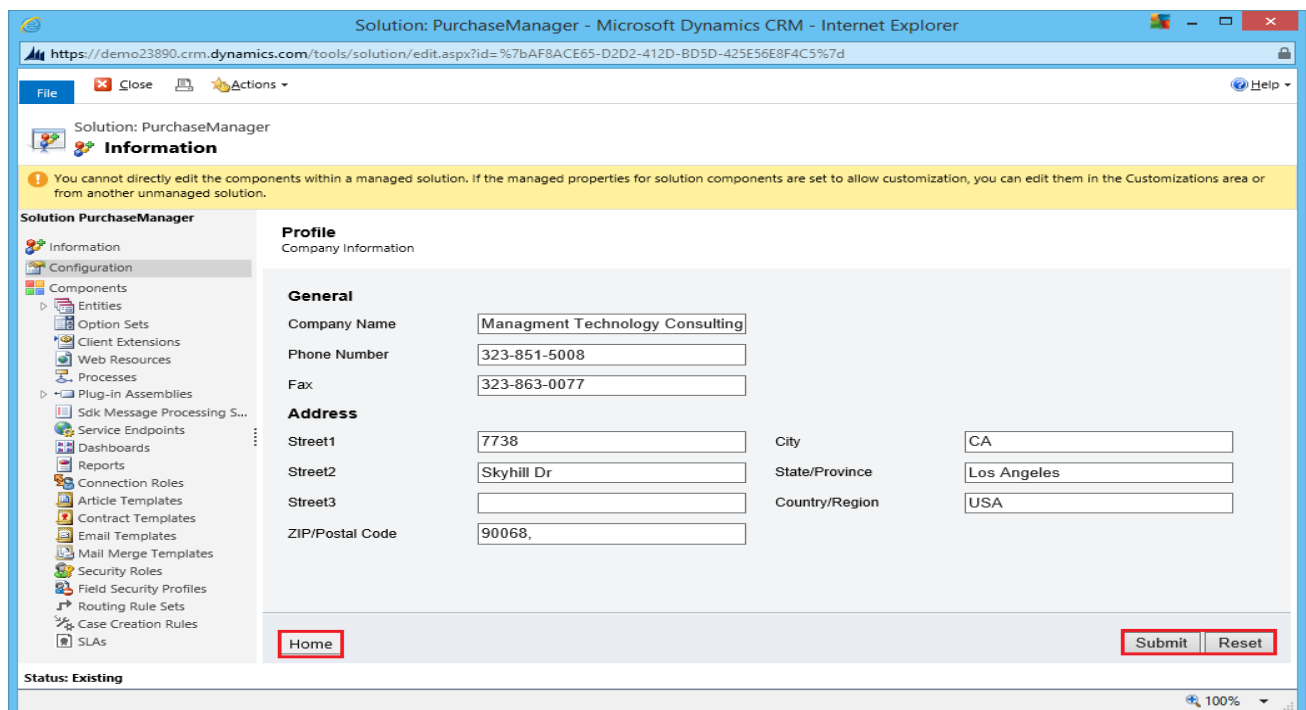 Solution: PurchaseManager - Microsoft Dynamics CRM - Internet Explorer
https://demo23890.crm.dynamics.com/tools/solution/edit.aspx?id=%7bAF8ACE65-D2D2-412D-BD5D-425E56E8F4C5%7d
File Close Actions Help
Solution: PurchaseManager
Information
You cannot directly edit the components within a managed solution. If the managed properties for solution components are set to allow customization, you can edit them in the Customizations area or
from another unmanaged solution.
Solution PurchaseManager
Information
Configuration
Components
Entities
Option Sets
Client Extensions
Web Resources
Processes
Plug-in Assemblies
Sdk Message Processing S...
Service Endpoints
Dashboards
Reports
Connection Roles
Article Templates
Contract Templates
Email Templates
Mail Merge Templates
Security Roles
Field Security Profiles
Routing Rule Sets
Case Creation Rules
SLAs
Profile
Company Information
General
Company Name Managment Technology Consulting
Phone Number 323-851-5008
Fax 323-863-0077
Address
Street1 7738 City CA
Street2 Skyhill Dr State/Province Los Angeles
Street3 Country/Region USA
ZIP/Postal Code 90068,
Home Submit Reset
Status: Existing
100%